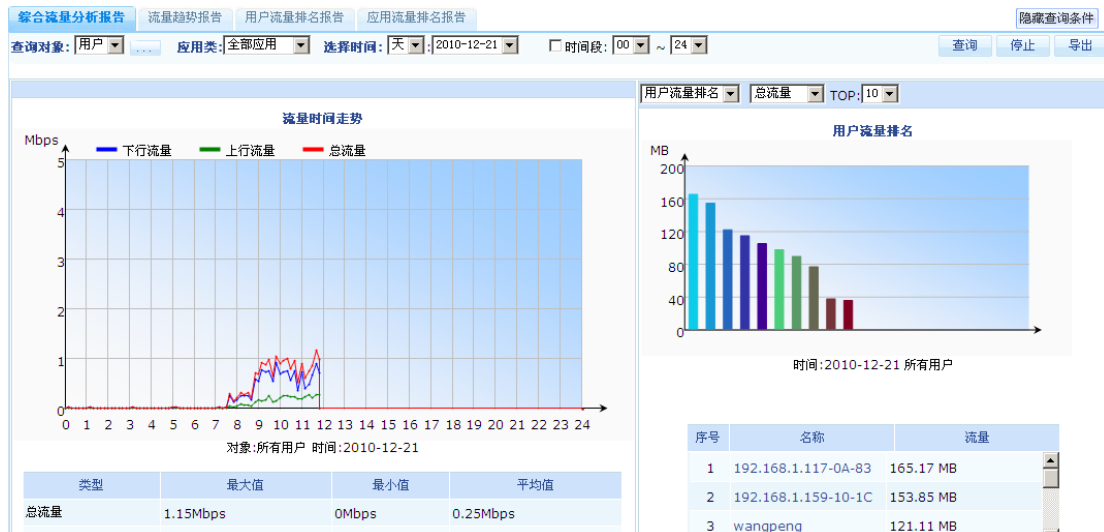 综合流量分析报告 流量趋势报告 用户流量排名报告 应用流量排名报告 隐藏查询条件
查询对象: 用户 ... 应用类: 全部应用 选择时间: 天 : 2010-12-21 时间段: 00 ~ 24 查询 停止 导出
流量时间走势
Mbps
下行流量 上行流量 总流量
5
4
3
2
1
0
0 1 2 3 4 5 6 7 8 9 10 11 12 13 14 15 16 17 18 19 20 21 22 23 24
对象:所有用户 时间:2010-12-21
类型 最大值 最小值 平均值
总流量 1.15Mbps 0Mbps 0.25Mbps
用户流量排名 总流量 TOP: 10
用户流量排名
MB
200
160
120
80
40
0
时间:2010-12-21 所有用户
序号 名称 流量
1 192.168.1.117-0A-83 165.17 MB
2 192.168.1.159-10-1C 153.85 MB
3 wangpeng 121.11 MB